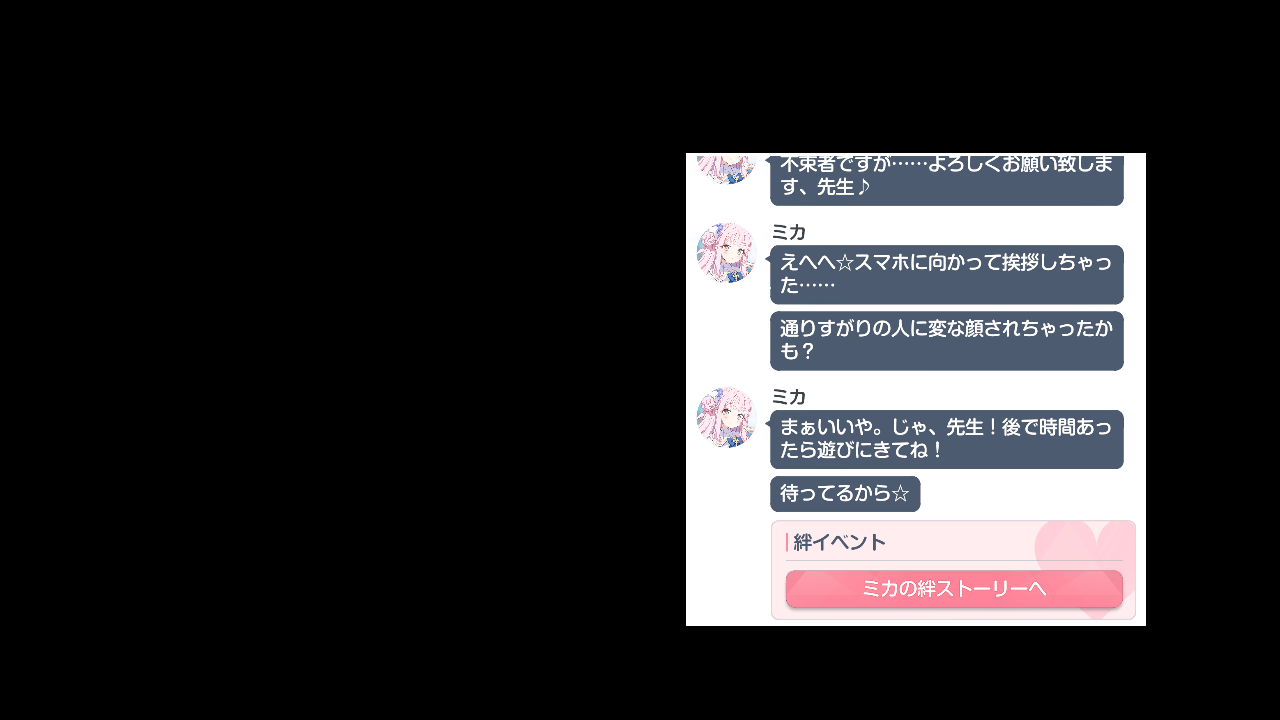 不束者ですが……よろしくお願い致しま
す、先生♪
ミカ
えへへ☆スマホに向かって挨拶しちゃっ
た……
通りすがりの人に変な顔されちゃったか
も？
ミカ
まぁいいや。じゃ、先生！後で時間あっ
たら遊びにきてね！
待ってるから☆
絆イベント
ミカの絆ストーリーへ